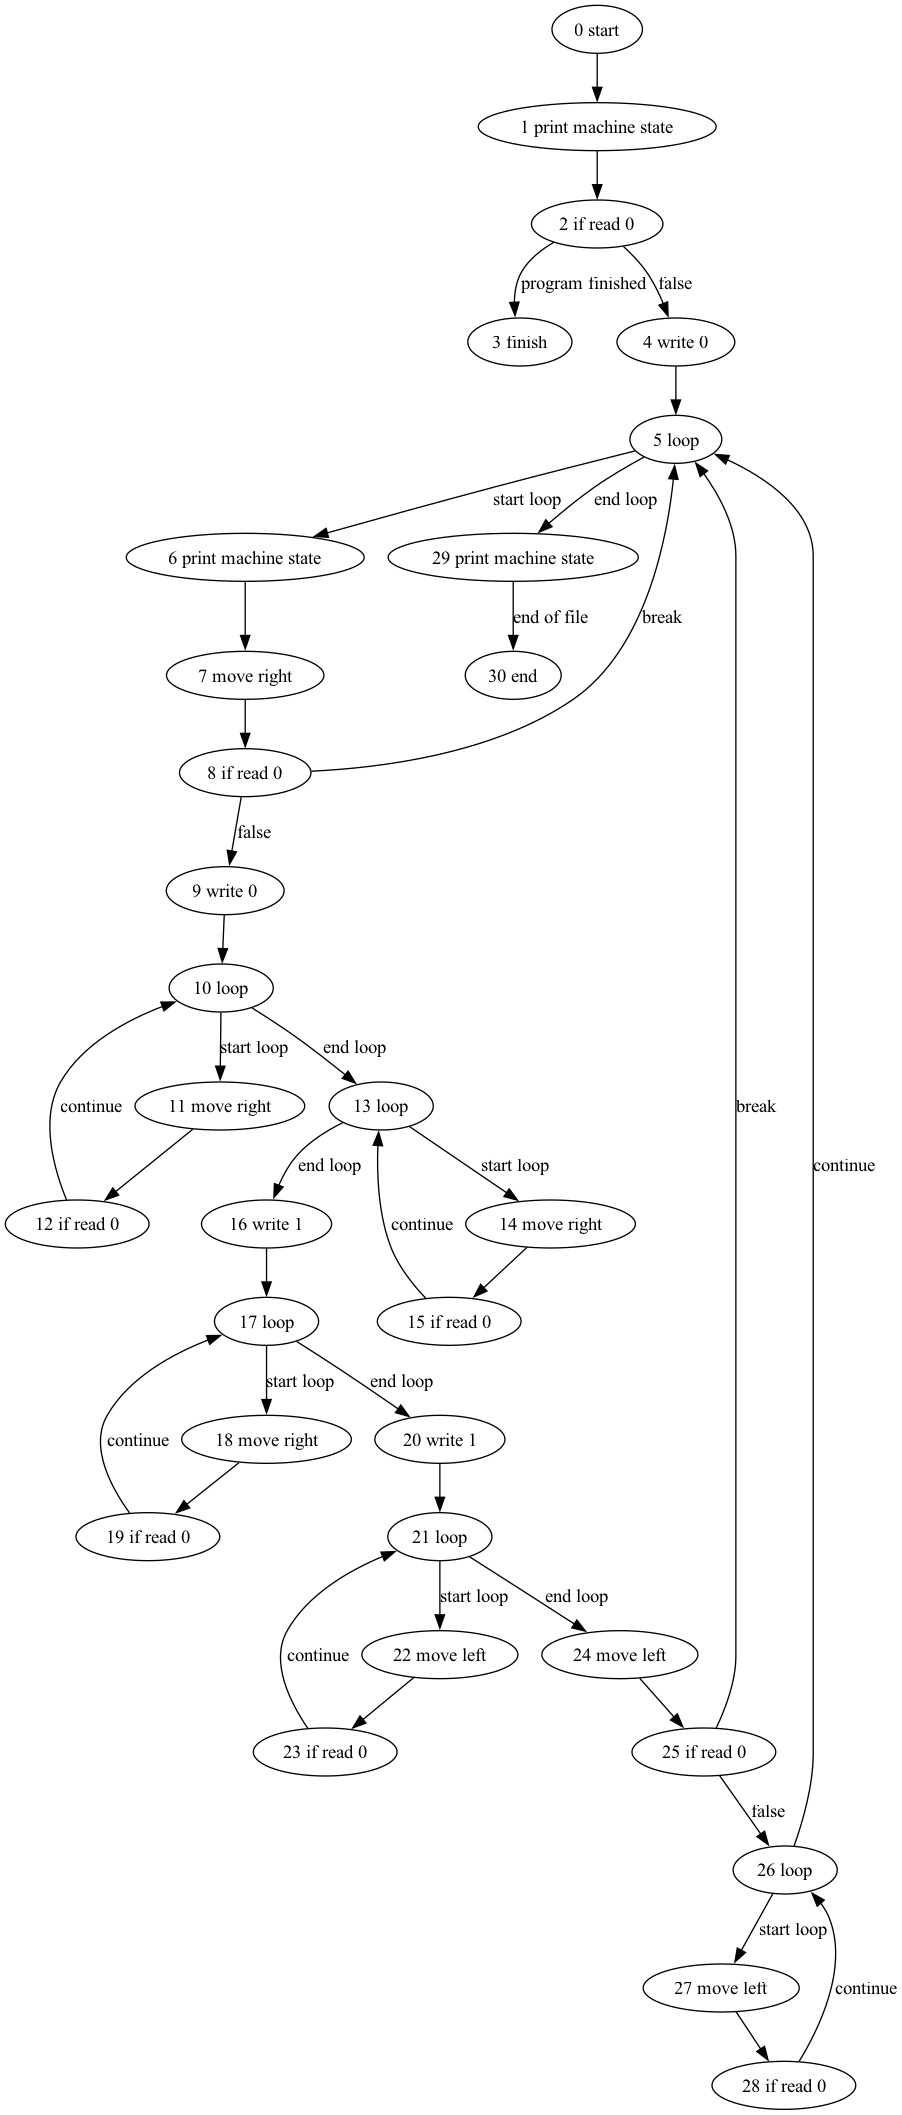 0 start
1 print machine state
2 if read 0
program finished
false
3 finish
4 write 0
5 loop
start loop
end loop
6 print machine state
29 print machine state
end of file
break
7 move right
30 end
8 if read 0
false
9 write 0
10 loop
start loop
end loop
continue
11 move right
13 loop
break
end loop
start loop
continue
12 if read 0
16 write 1
14 move right
continue
17 loop
15 if read 0
start loop
end loop
continue
18 move right
20 write 1
19 if read 0
21 loop
start loop
end loop
continue
22 move left
24 move left
23 if read 0
25 if read 0
false
26 loop
start loop
27 move left
continue
28 if read 0